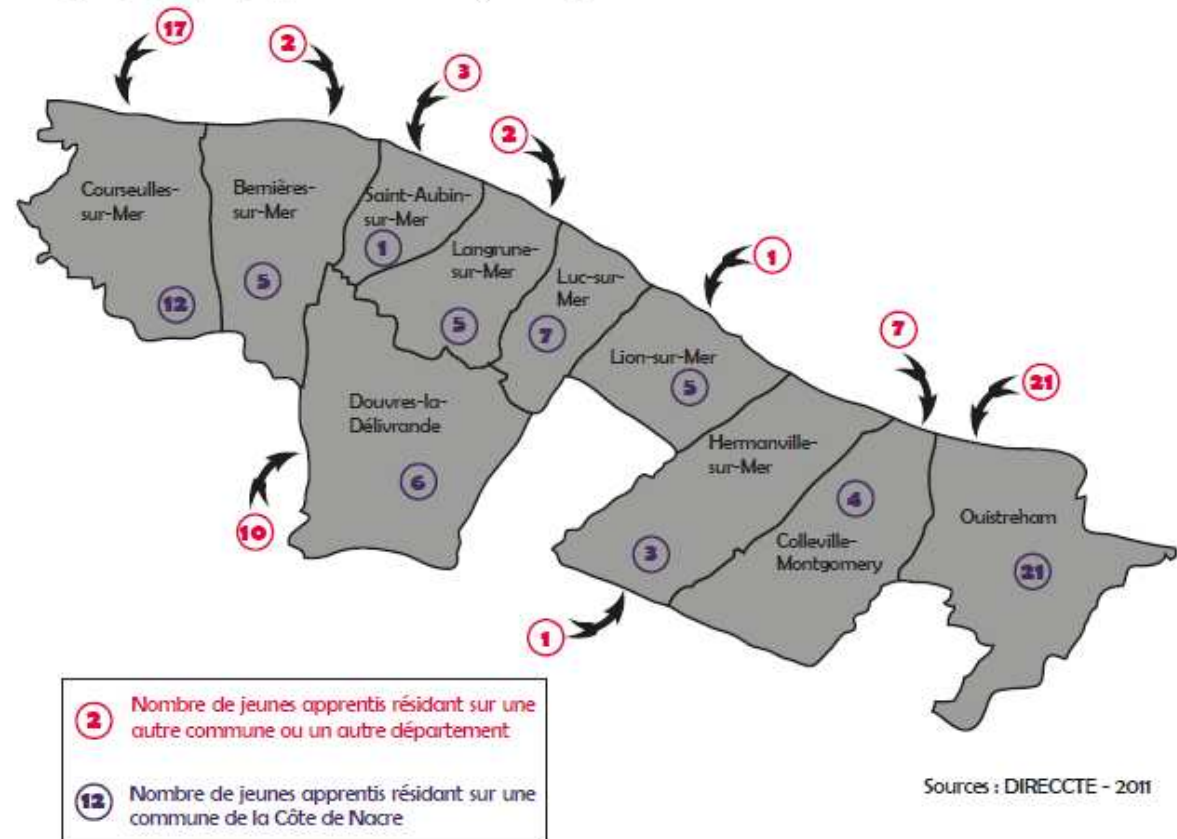 17
2
3
2
1
7
21
Courseulles-
sur-Mer
12
Bernières-
sur-Mer
5
Saint-Aubin-
sur-Mer
1
Langrune-
sur-Mer
5
Luc-sur-
Mer
7
Lion-sur-Mer
5
Douvres-la-
Délivrande
6
10
Hermanville-
sur-Mer
3
1
4
Colleville-
Montgomery
Ouistreham
21
2
Nombre de jeunes apprentis résidant sur une
autre commune ou un autre département
12
Nombre de jeunes apprentis résidant sur une
commune de la Côte de Nacre
Sources : DIRECCTE - 2011